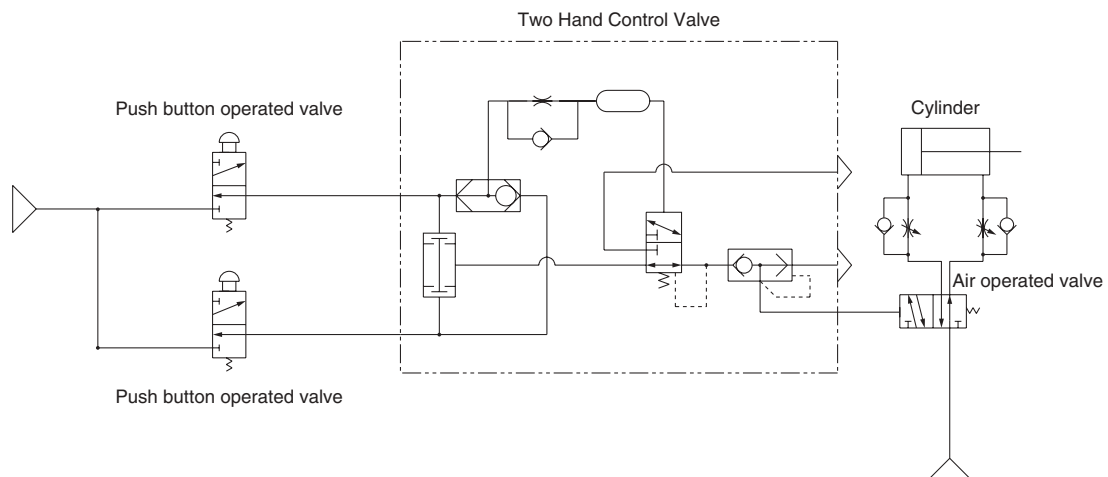 Two Hand Control Valve
Push button operated valve
Cylinder
Air operated valve
Push button operated valve